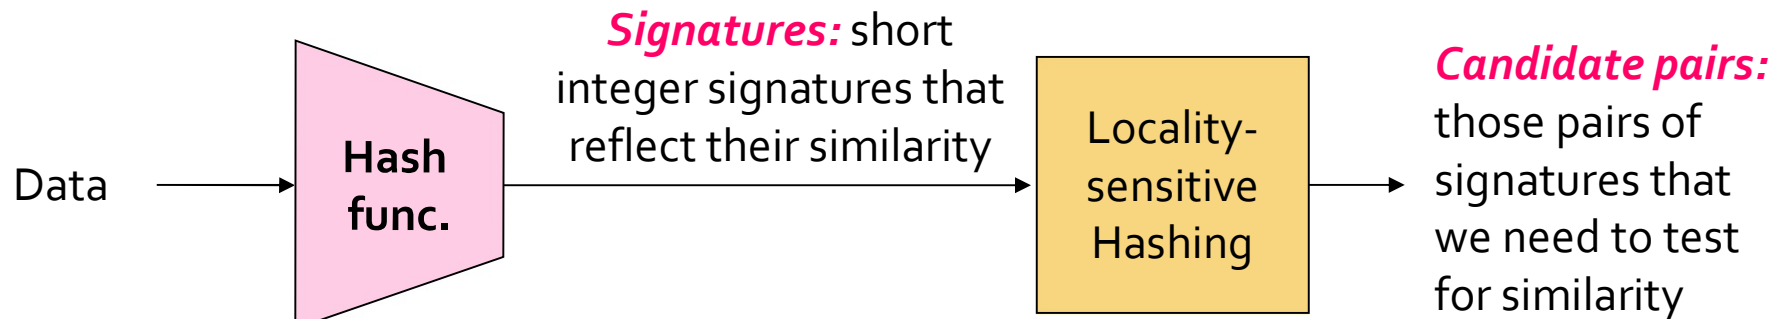 Data
Hash
func.
Signatures: short
integer signatures that
reflect their similarity
Locality-
sensitive
Hashing
Candidate pairs:
those pairs of
signatures that
we need to test
for similarity